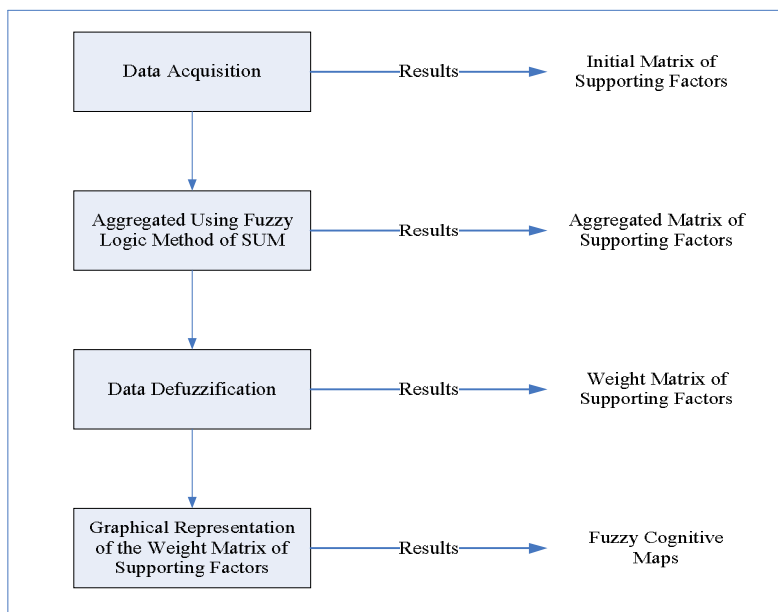 Data Acquisition
Results
Initial Matrix of
Supporting Factors
Aggregated Using Fuzzy
Logic Method of SUM
Results
Aggregated Matrix of
Supporting Factors
Data Defuzzification
Results
Weight Matrix of
Supporting Factors
Graphical Representation
of the Weight Matrix of
Supporting Factors
Results
Fuzzy Cognitive
Maps